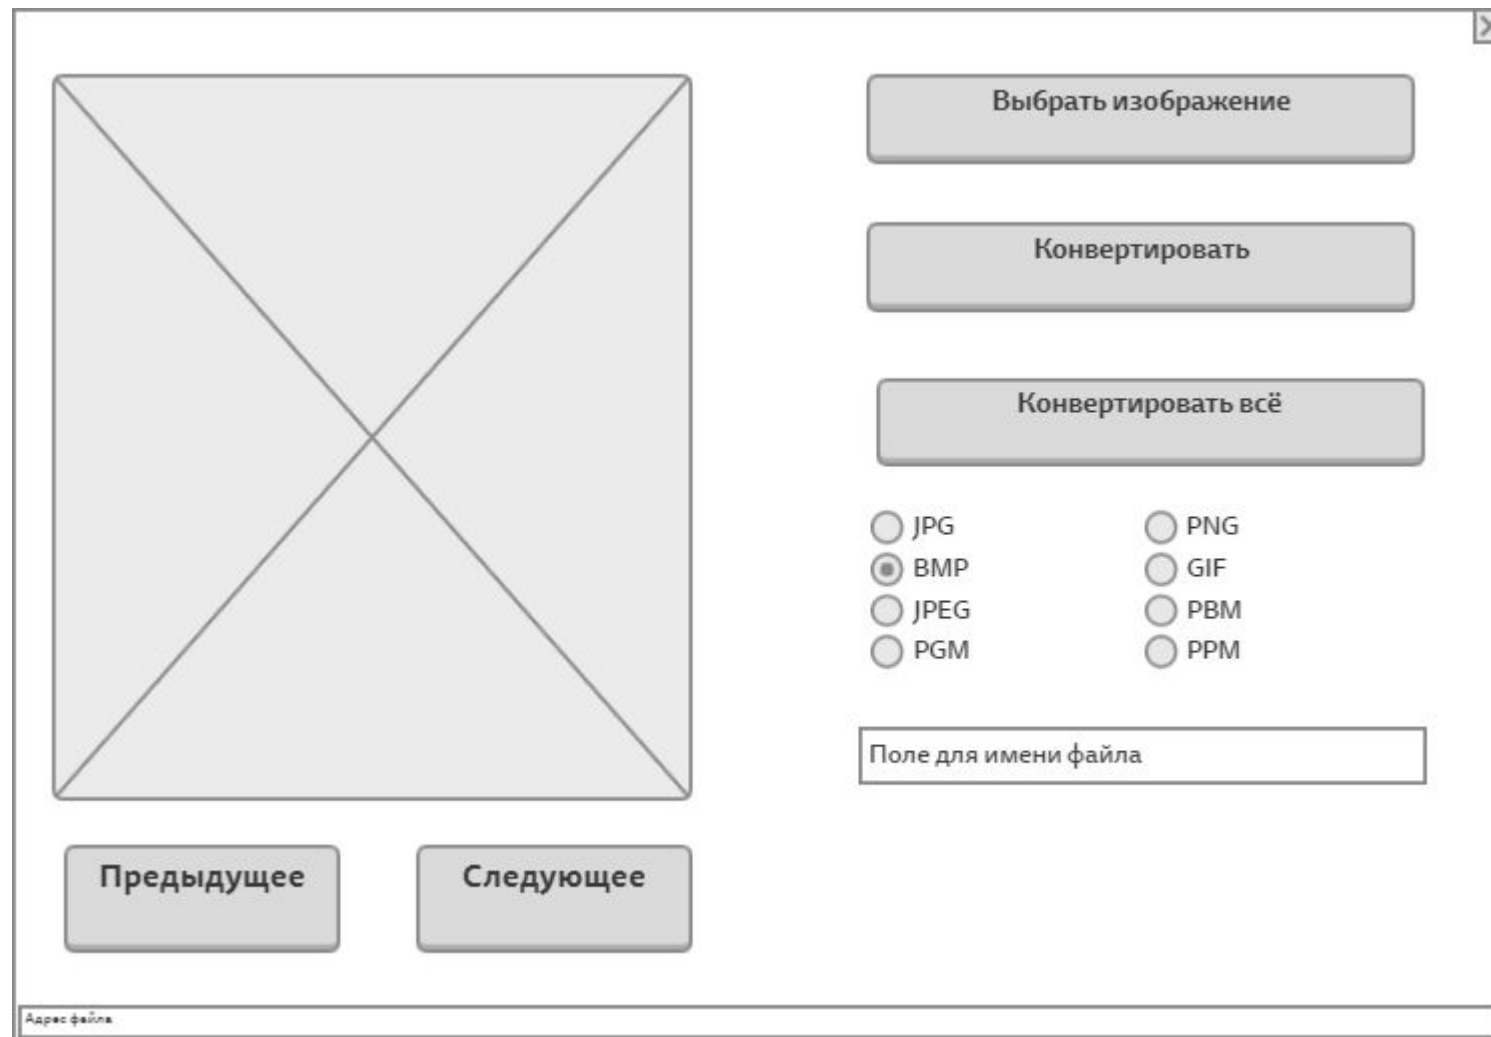 Выбрать изображение
Конвертировать
Конвертировать всё
JPG
PNG
BMP
GIF
JPEG
PBM
PGM
PPM
Поле для имени файла
Предыдущее
Следующее
Адрес файла